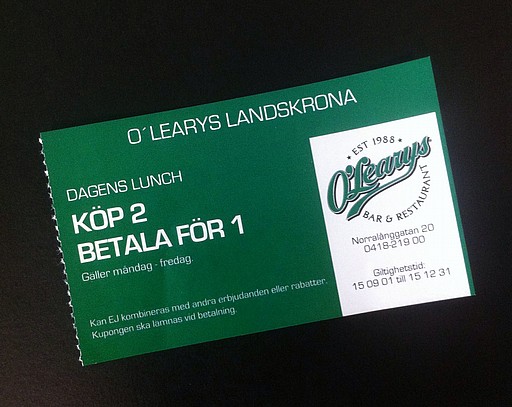 O´LEARYS LANDSKRONA
DAGENS LUNCH
KÖP 2
BETALA FÖR 1
Gäller måndag - fredag.
Kan EJ kombineras med andra erbjudanden eller rabatter.
Kupongen ska lämnas vid betalning.
★ EST 1988 ★
O'Learys
BAR & RESTAURANT
Norralånggatan 20
0418-219 00
Giltighetstid:
15 09 01 till 15 12 31